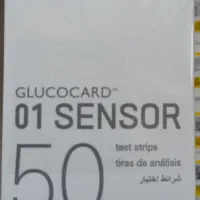 GLUCOCARD™
01 SENSOR
50
test strips
tiras de análisis
شرائط اختبار